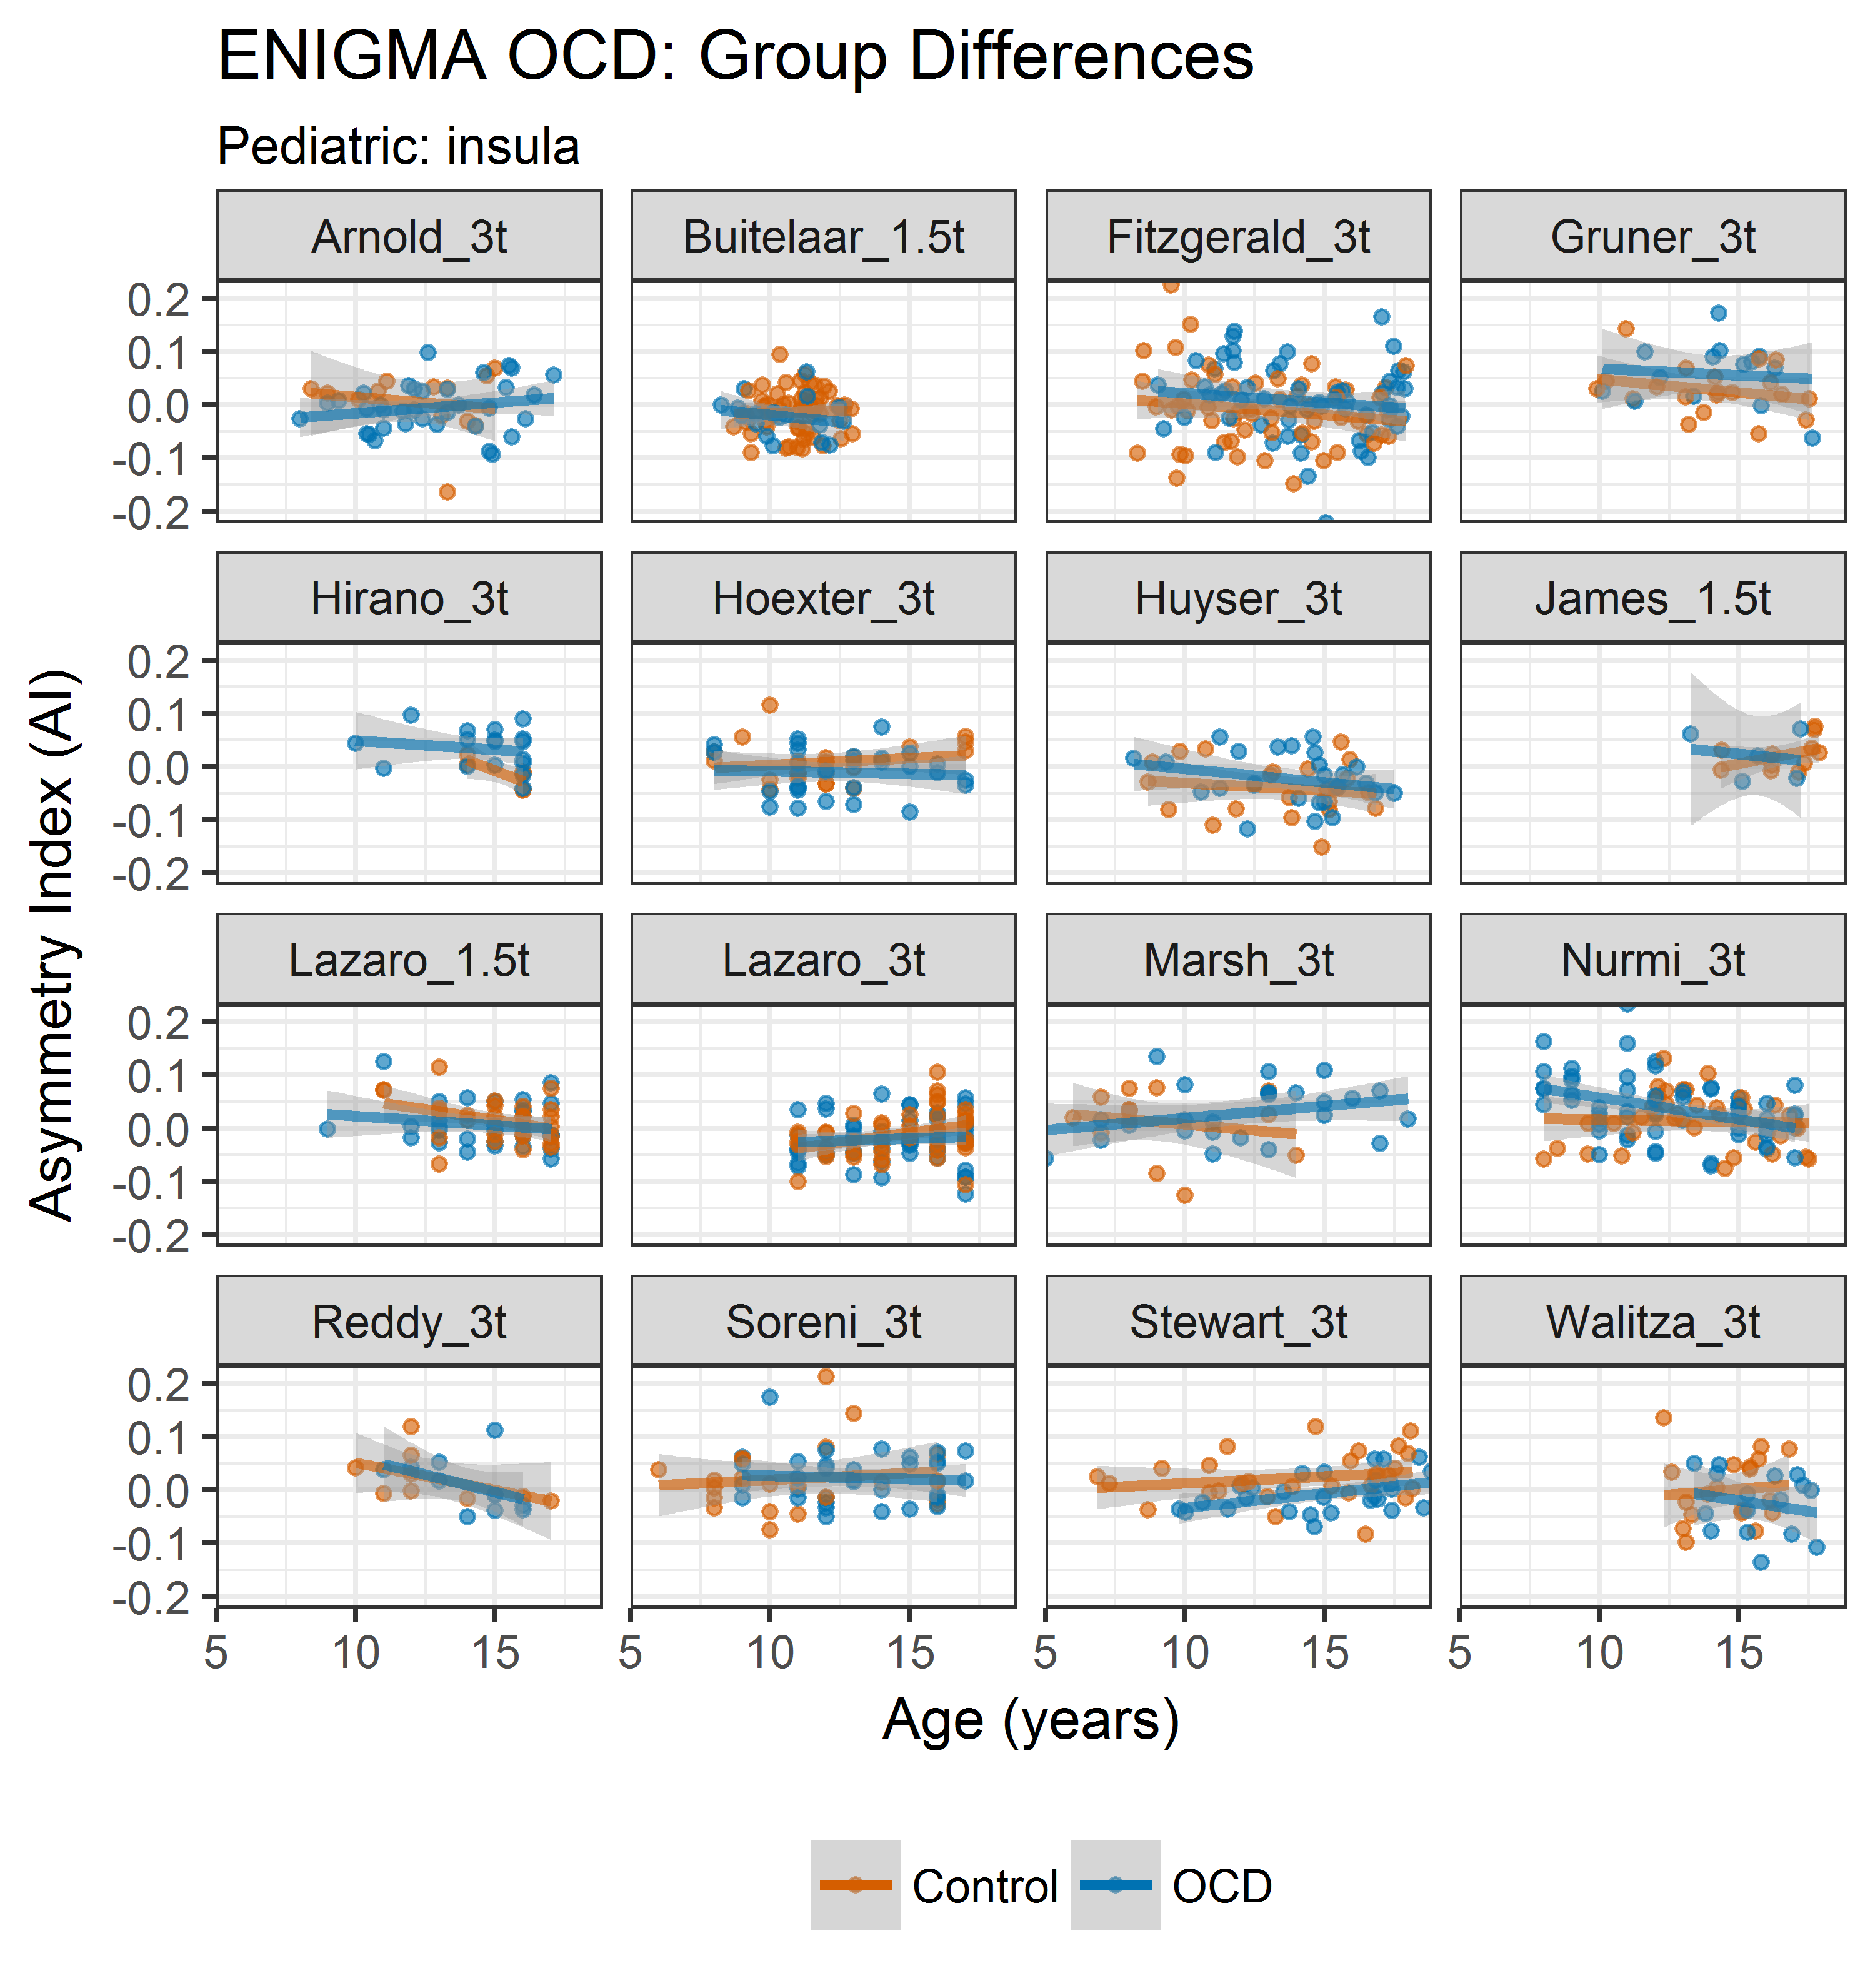 ENIGMA OCD: Group Differences
Pediatric: insula
Arnold_3t Buitelaar_1.5t Fitzgerald_3t Gruner_3t
0.2
0.1
0.0
-0.1
-0.2
Hirano_3t Hoexter_3t Huyser_3t James_1.5t
0.2
0.1
0.0
-0.1
-0.2
Lazaro_1.5t Lazaro_3t Marsh_3t Nurmi_3t
0.2
0.1
0.0
-0.1
-0.2
Reddy_3t Soreni_3t Stewart_3t Walitza_3t
0.2
0.1
0.0
-0.1
-0.2
5 10 15 5 10 15 5 10 15 5 10 15
Asymmetry Index (AI)
Age (years)
Control OCD